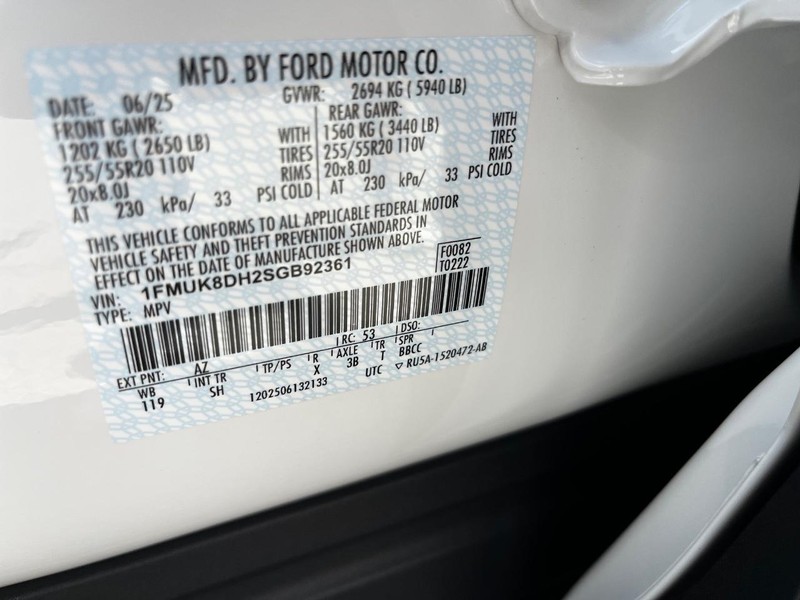 MFD. BY FORD MOTOR CO.
DATE: 06/25 GVWR: 2694 KG ( 5940 LB)
FRONT GAWR: REAR GAWR:
1202 KG ( 2650 LB) WITH 1560 KG ( 3440 LB) WITH
255/55R20 110V TIRES 255/55R20 110V TIRES
20x8.0J RIMS 20x8.0J RIMS
AT 230 kPa/ 33 PSI COLD AT 230 kPa/ 33 PSI COLD
THIS VEHICLE CONFORMS TO ALL APPLICABLE FEDERAL MOTOR
VEHICLE SAFETY AND THEFT PREVENTION STANDARDS IN
EFFECT ON THE DATE OF MANUFACTURE SHOWN ABOVE.
VIN: 1FMUK8DH2SGB92361 F0082
TYPE: MPV T0222
EXT PNT: AZ RC: 53 DSO:
WB INT TR TP/PS R AXLE TR SPR
119 SH X 3B T BBCC
1202506132133 UTC ▽ RU5A-1520472-AB